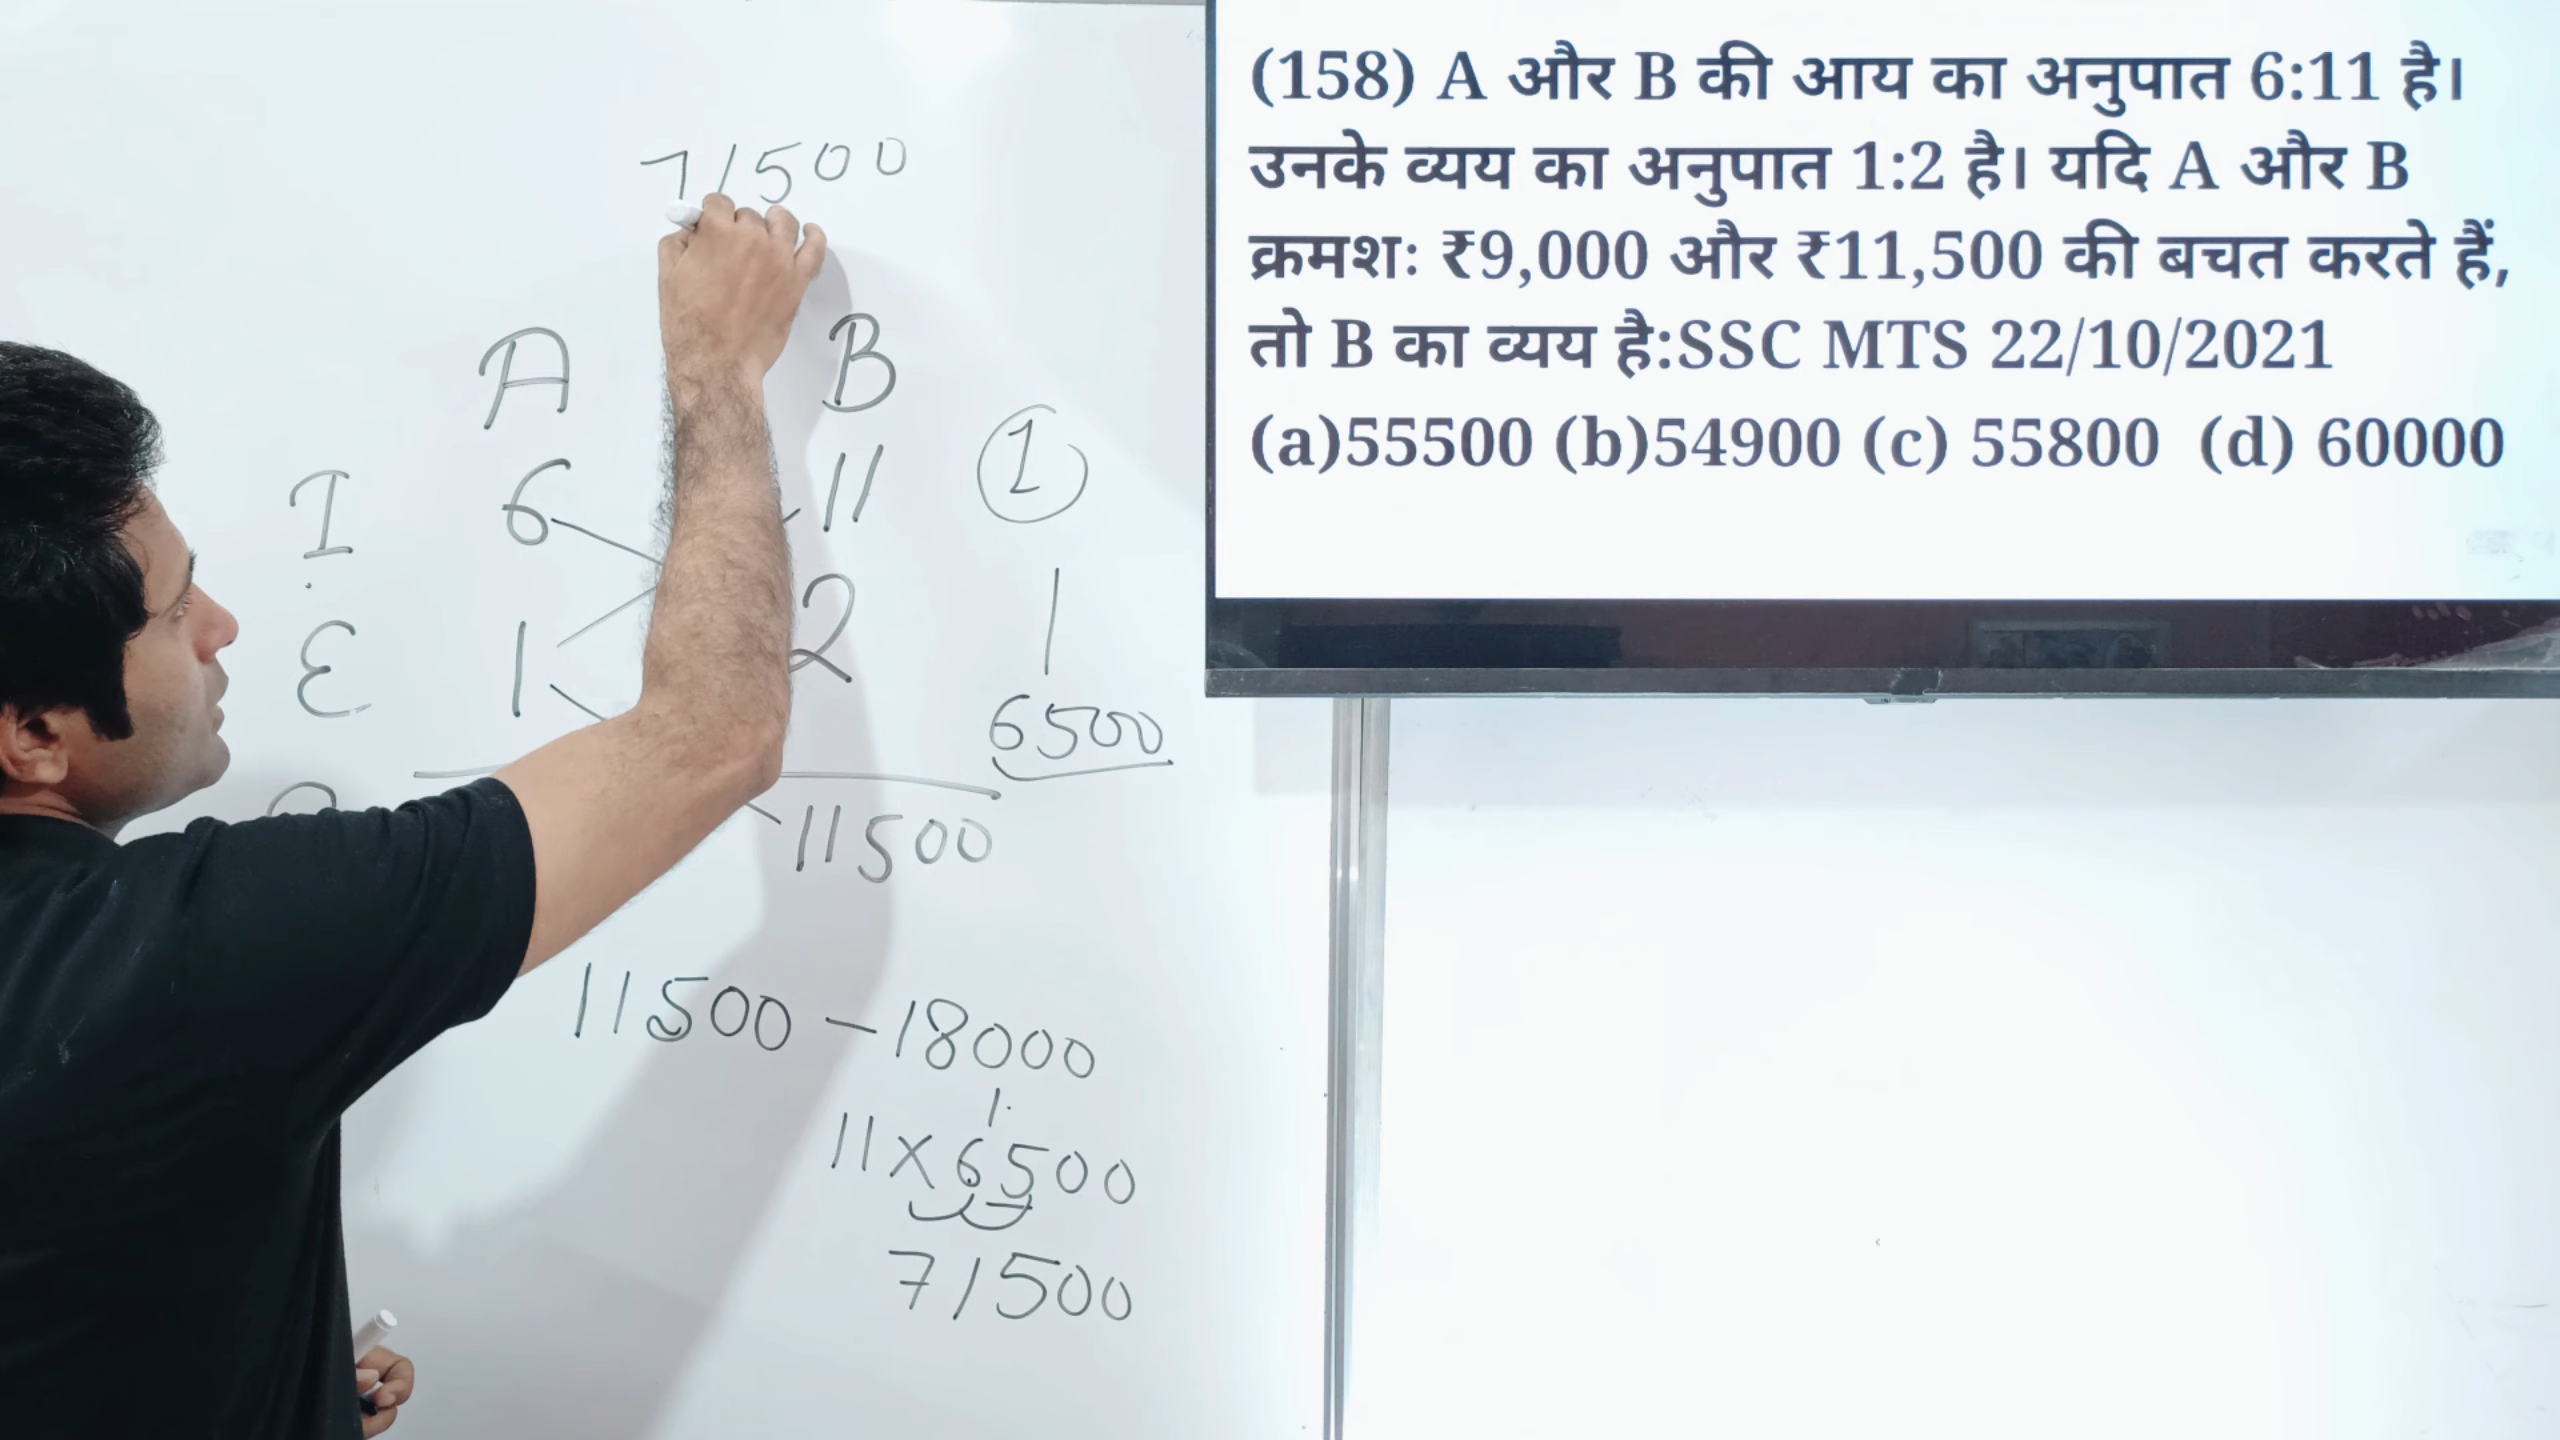 71500
A B
I 6 11 1
E 1 2 1
6500
11500
11500 - 18000
1.
11x6500
71500
(158) A और B की आय का अनुपात 6:11 है।
उनके व्यय का अनुपात 1:2 है। यदि A और B
क्रमशः ₹9,000 और ₹11,500 की बचत करते हैं,
तो B का व्यय है:SSC MTS 22/10/2021
(a)55500 (b)54900 (c) 55800 (d) 60000